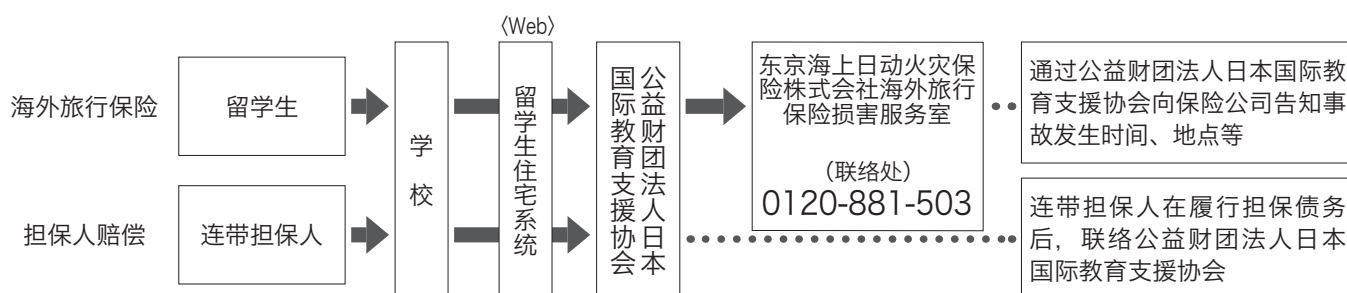 〈Web〉
海外旅行保险
留学生
学校
留学生住宅系统
公益财团法人日本
国际教育支援协会
东京海上日动火灾保
险株式会社海外旅行
保险损害服务室
（联络处）
0120-881-503
通过公益财团法人日本国际教
育支援协会向保险公司告知事
故发生时间、地点等
担保人赔偿
连带担保人
连带担保人在履行担保债务
后，联络公益财团法人日本
国际教育支援协会